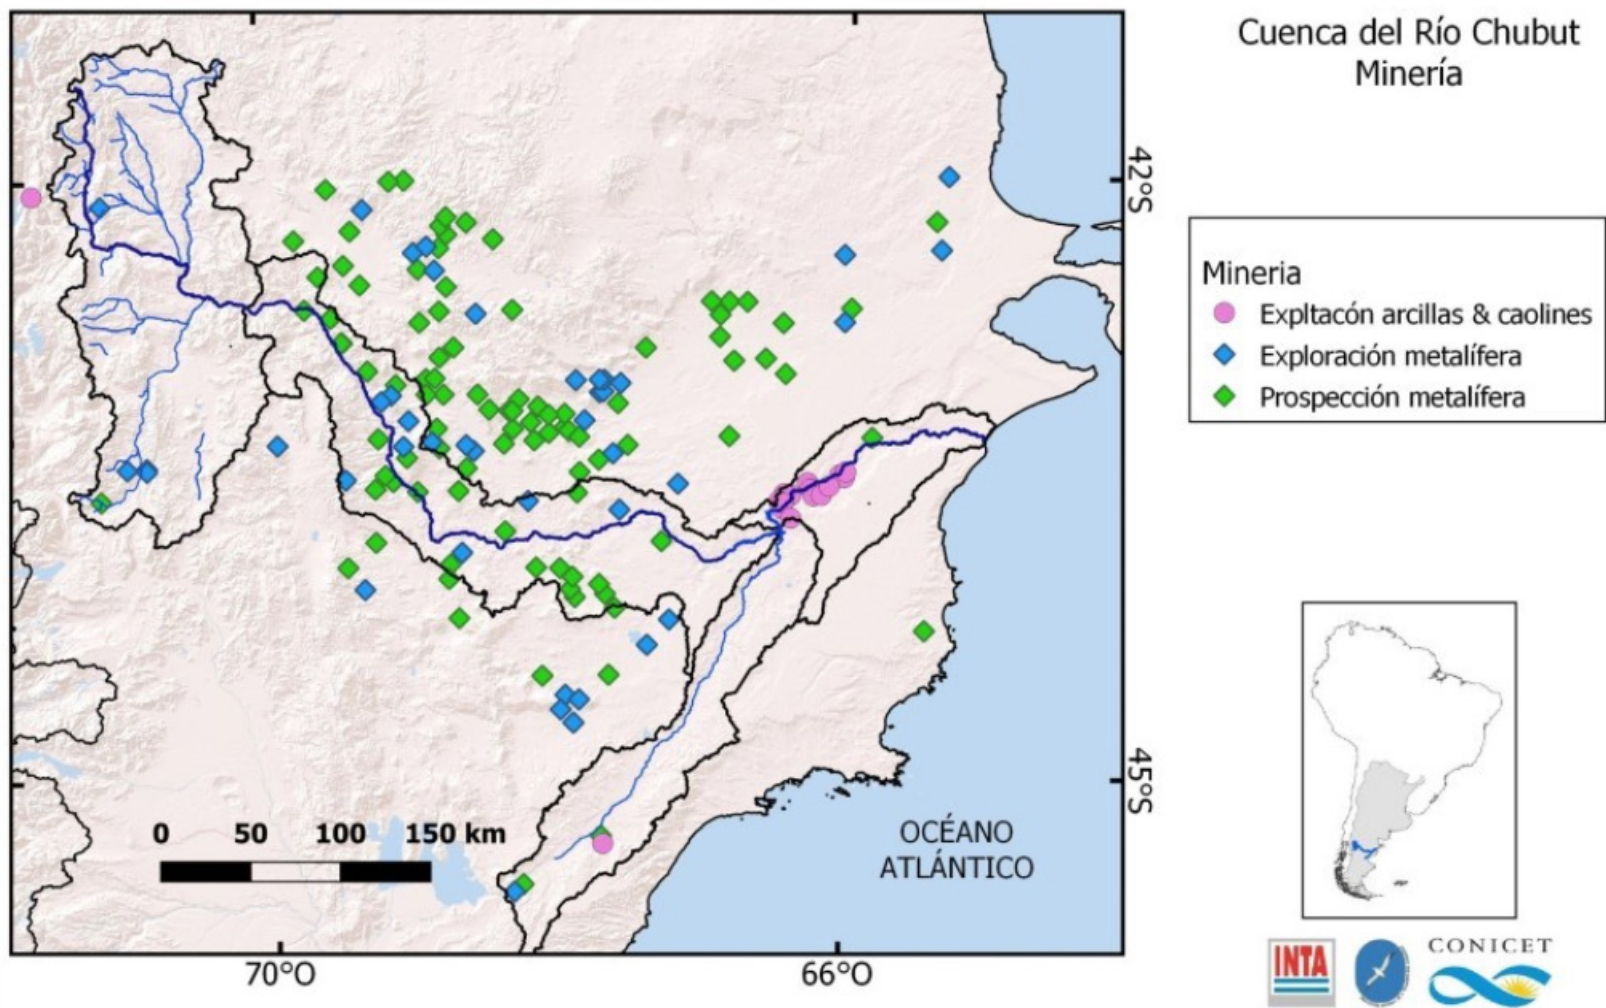 Cuenca del Río Chubut
Minería
42°S
Mineria
Expltacón arcillas & caolines
Exploración metalífera
Prospección metalífera
45°S
0 50 100 150 km
OCÉANO
ATLÁNTICO
70°O 66°O
INTA
CONICET